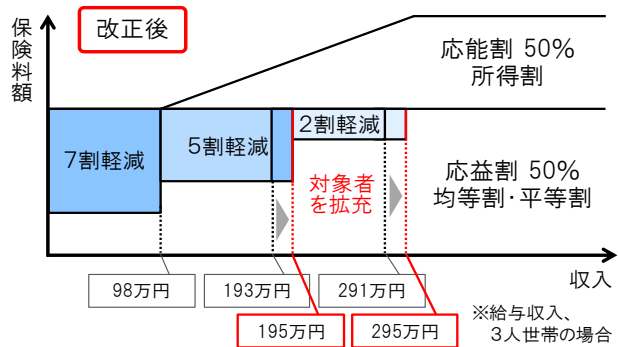 保険料額
改正後
応能割 50%
所得割
7割軽減
5割軽減
2割軽減
対象者
を拡充
応益割 50%
均等割・平等割
収入
98万円
193万円
291万円
195万円
295万円
※給与収入、
3人世帯の場合